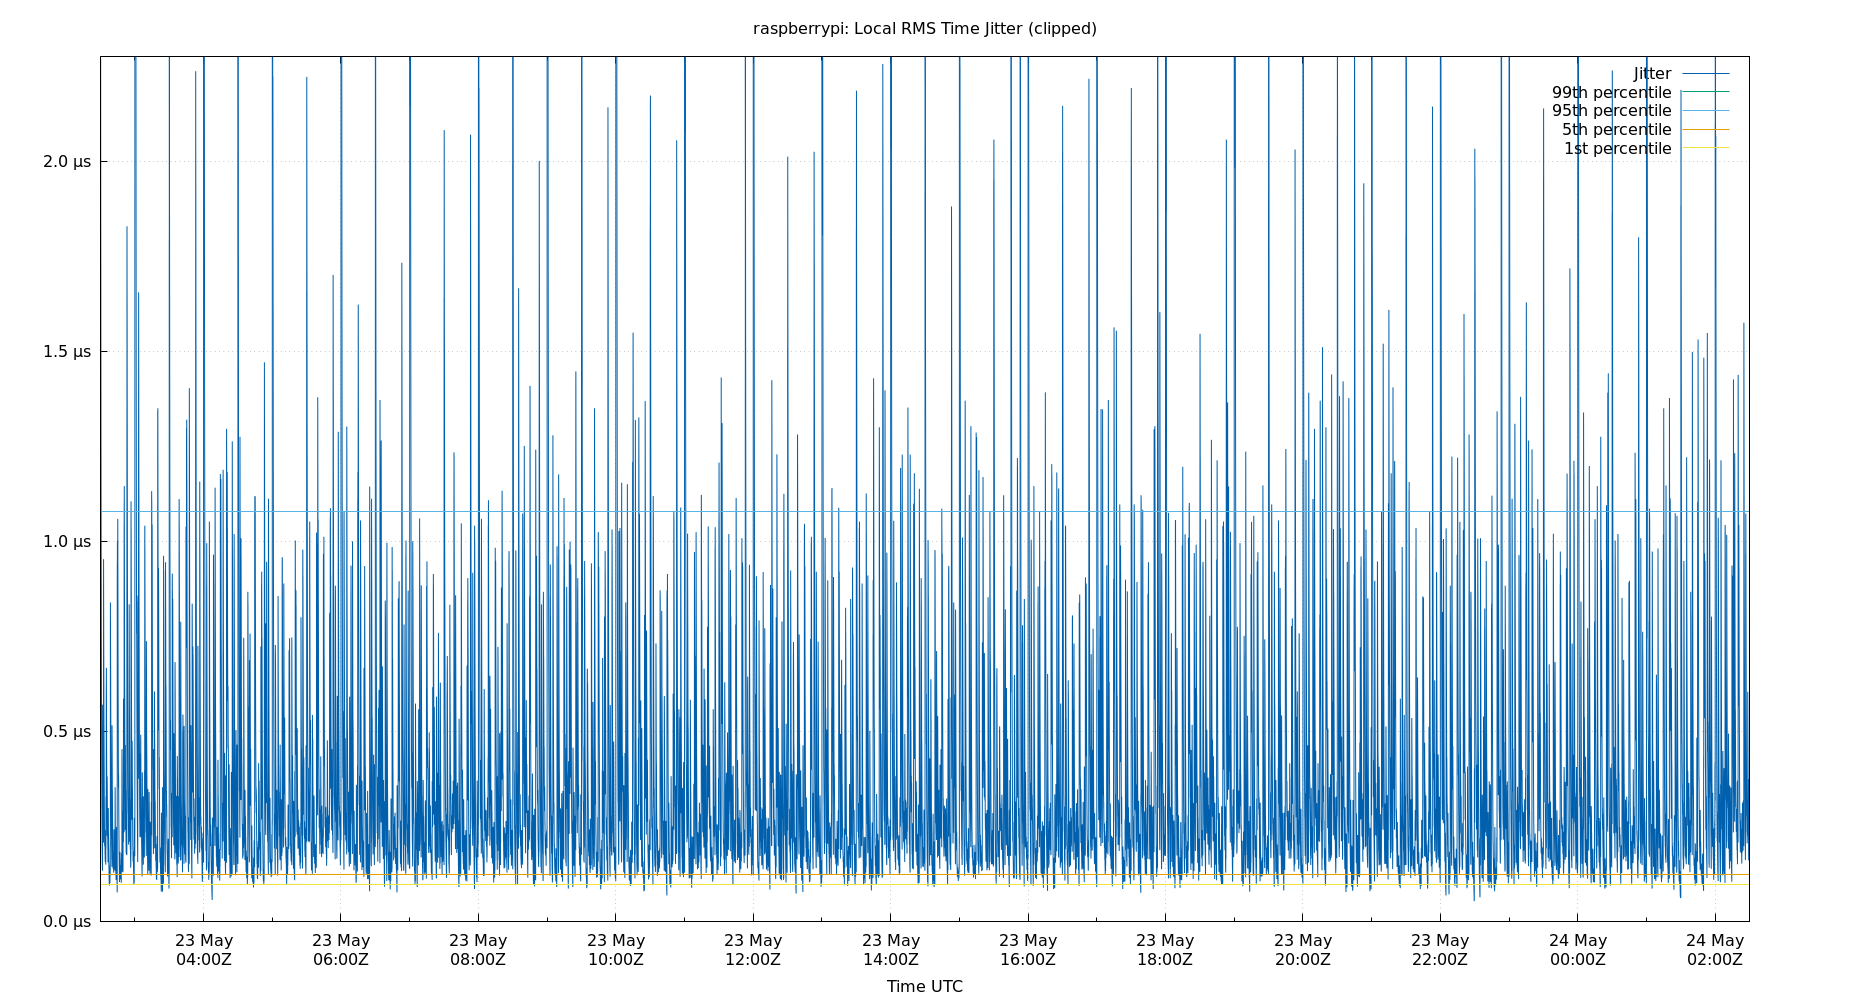 raspberrypi: Local RMS Time Jitter (clipped)
Jitter
99th percentile
95th percentile
5th percentile
1st percentile
2.0 μs
1.5 μs
1.0 μs
0.5 μs
0.0 μs
23 May 23 May 23 May 23 May 23 May 23 May 23 May 23 May 23 May 23 May 24 May 24 May
04:00Z 06:00Z 08:00Z 10:00Z 12:00Z 14:00Z 16:00Z 18:00Z 20:00Z 22:00Z 00:00Z 02:00Z
Time UTC